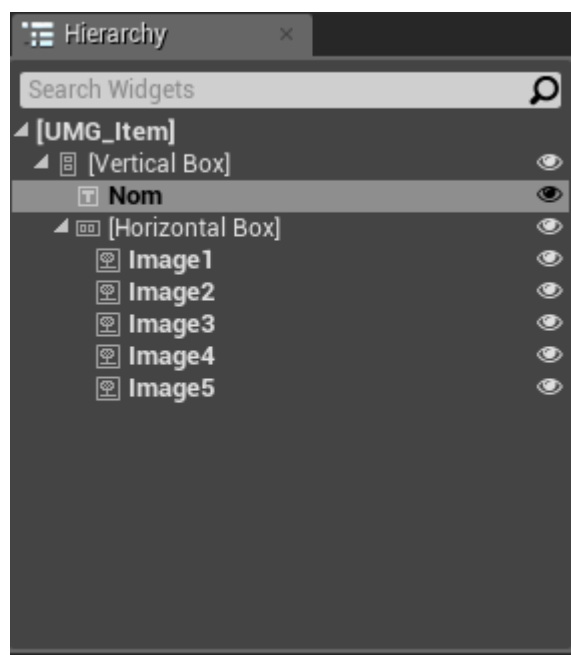 Hierarchy
Search Widgets
[UMG_Item]
[Vertical Box]
Nom
[Horizontal Box]
Image1
Image2
Image3
Image4
Image5